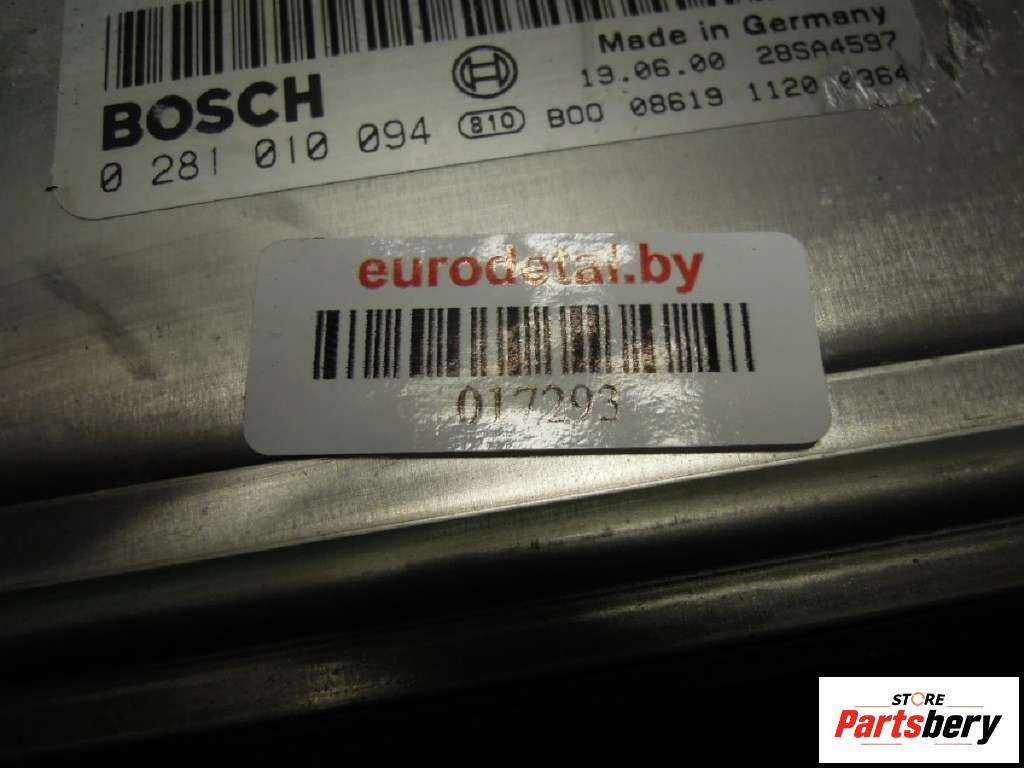 Made in Germany
BOSCH 19.06.00 28SA4597
0 281 010 094 810 B00 08619 1120 0364
eurodetal.by
017293
STORE
Partsbery